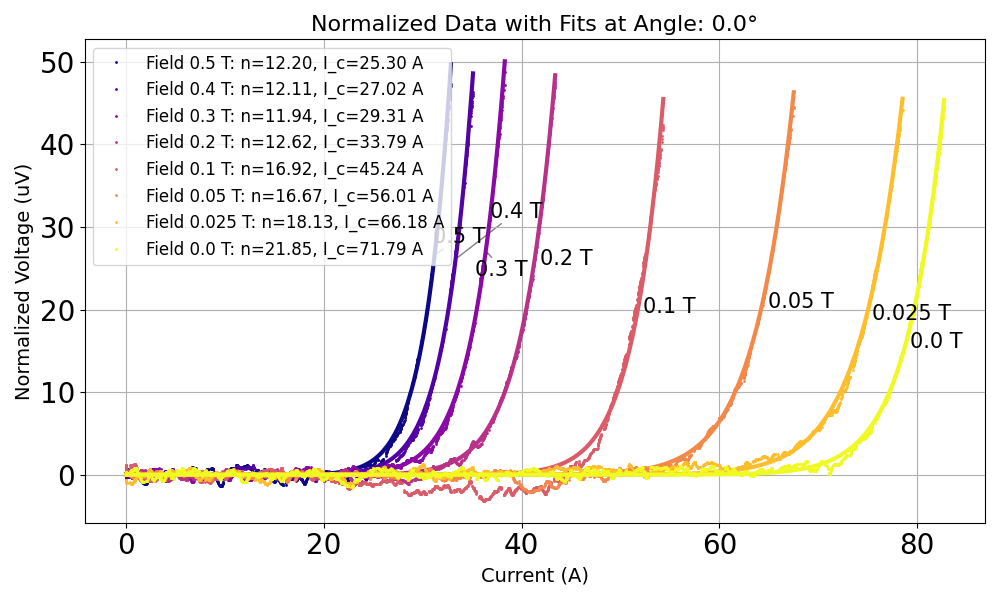 Normalized Data with Fits at Angle: 0.0°
Normalized Voltage (uV)
50
40
30
20
10
0
Field 0.5 T: n=12.20, I_c=25.30 A
Field 0.4 T: n=12.11, I_c=27.02 A
Field 0.3 T: n=11.94, I_c=29.31 A
Field 0.2 T: n=12.62, I_c=33.79 A
Field 0.1 T: n=16.92, I_c=45.24 A
Field 0.05 T: n=16.67, I_c=56.01 A
Field 0.025 T: n=18.13, I_c=66.18 A
Field 0.0 T: n=21.85, I_c=71.79 A
0.5 T
0.4 T
0.3 T
0.2 T
0.1 T
0.05 T
0.025 T
0.0 T
0
20
40
60
80
Current (A)